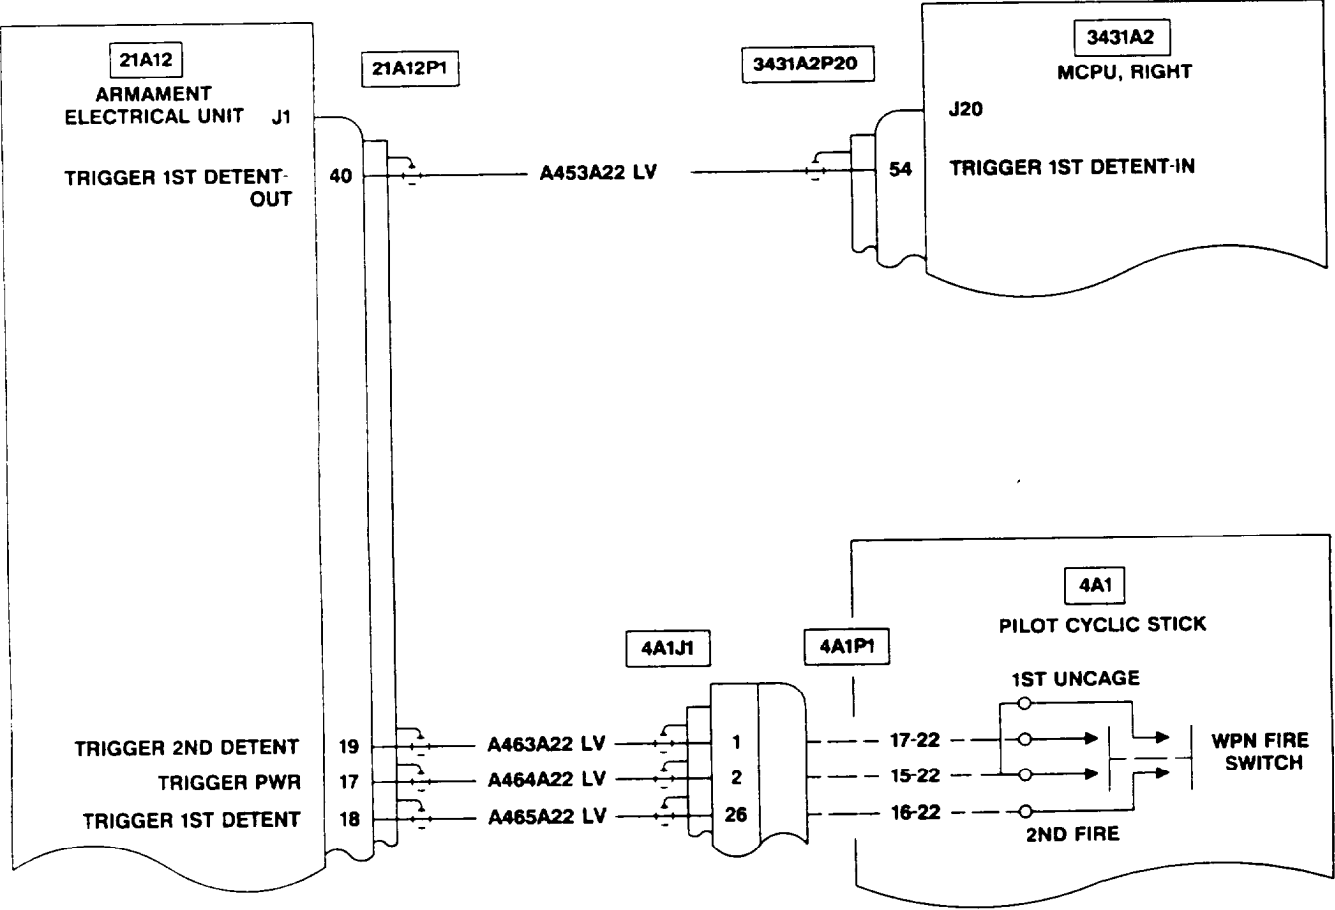 21A12
ARMAMENT
ELECTRICAL UNIT J1
21A12P1
3431A2P20
3431A2
MCPU, RIGHT
J20
TRIGGER 1ST DETENT-
OUT
40
A453A22 LV
54
TRIGGER 1ST DETENT-IN
4A1
PILOT CYCLIC STICK
4A1J1
4A1P1
1ST UNCAGE
TRIGGER 2ND DETENT 19 A463A22 LV 1 17-22
TRIGGER PWR 17 A464A22 LV 2 15-22
TRIGGER 1ST DETENT 18 A465A22 LV 26 16-22
WPN FIRE
SWITCH
2ND FIRE